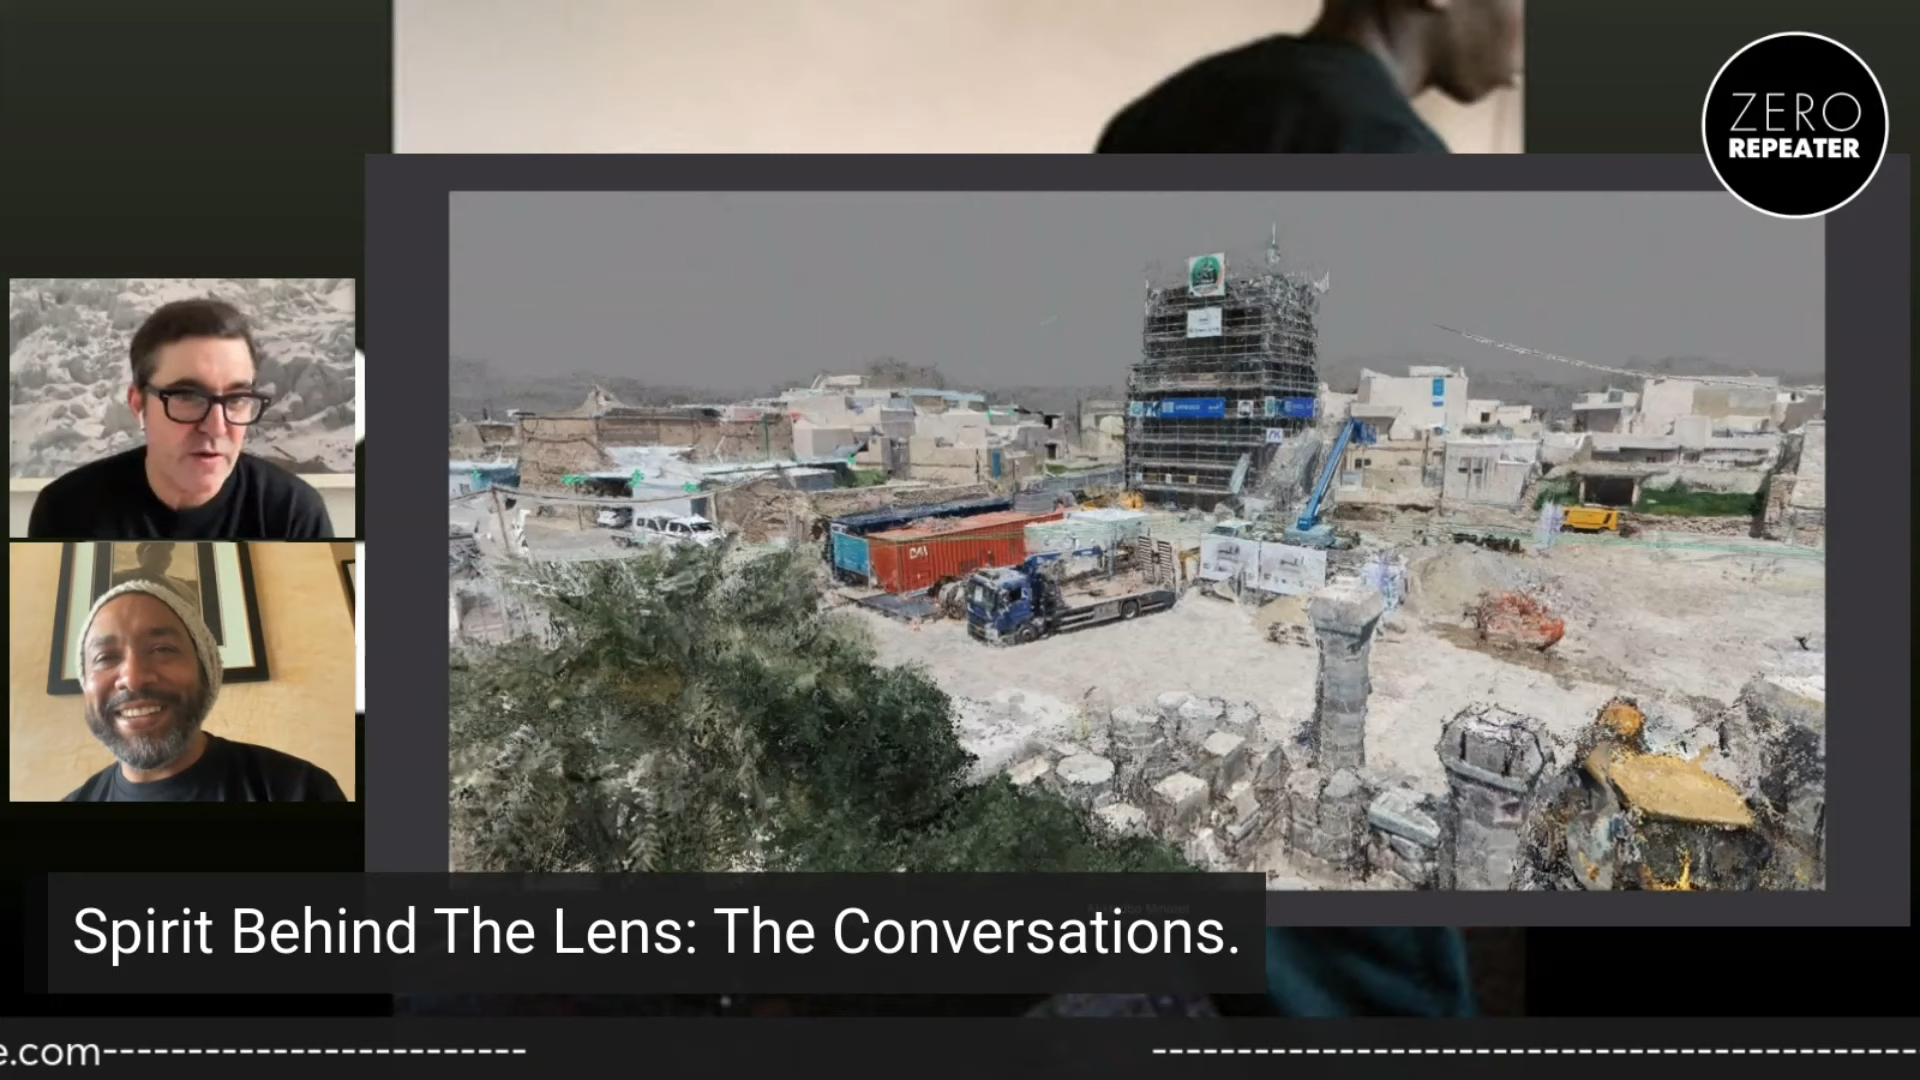 ZERO
REPEATER
Spirit Behind The Lens: The Conversations.
e.com